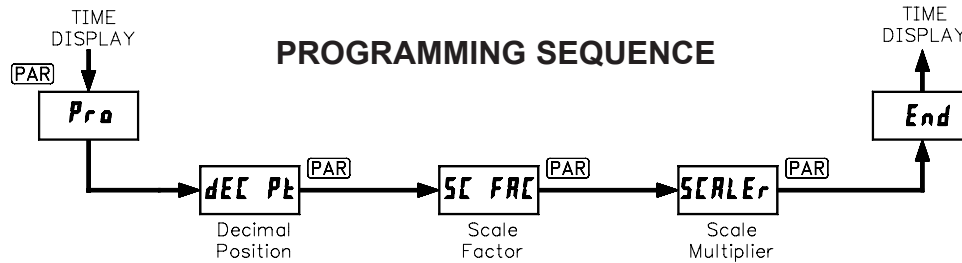 TIME
DISPLAY
PROGRAMMING SEQUENCE
TIME
DISPLAY
PAR
Pro
End
dEC Pt
PAR
SC FAC
PAR
SCALEr
PAR
Decimal
Position
Scale
Factor
Scale
Multiplier